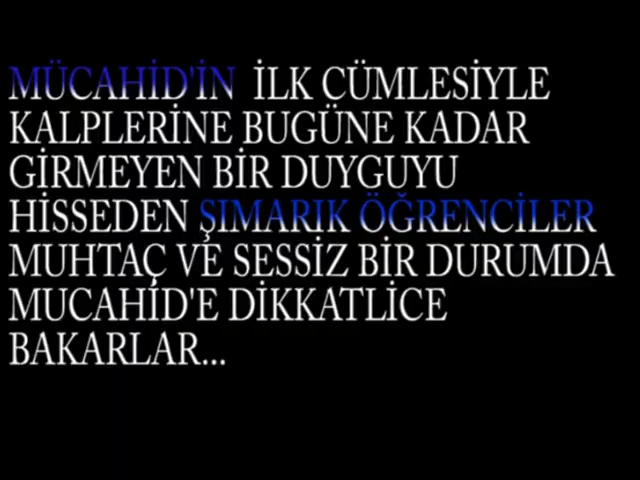 MÜCAHİD'İN İLK CÜMLESİYLE
KALPLERİNE BUGÜNE KADAR
GİRMEYEN BİR DUYGUYU
HİSSEDEN ŞIMARIK ÖĞRENCİLER
MUHTAÇ VE SESSİZ BİR DURUMDA
MUCAHİD'E DİKKATLİCE
BAKARLAR...